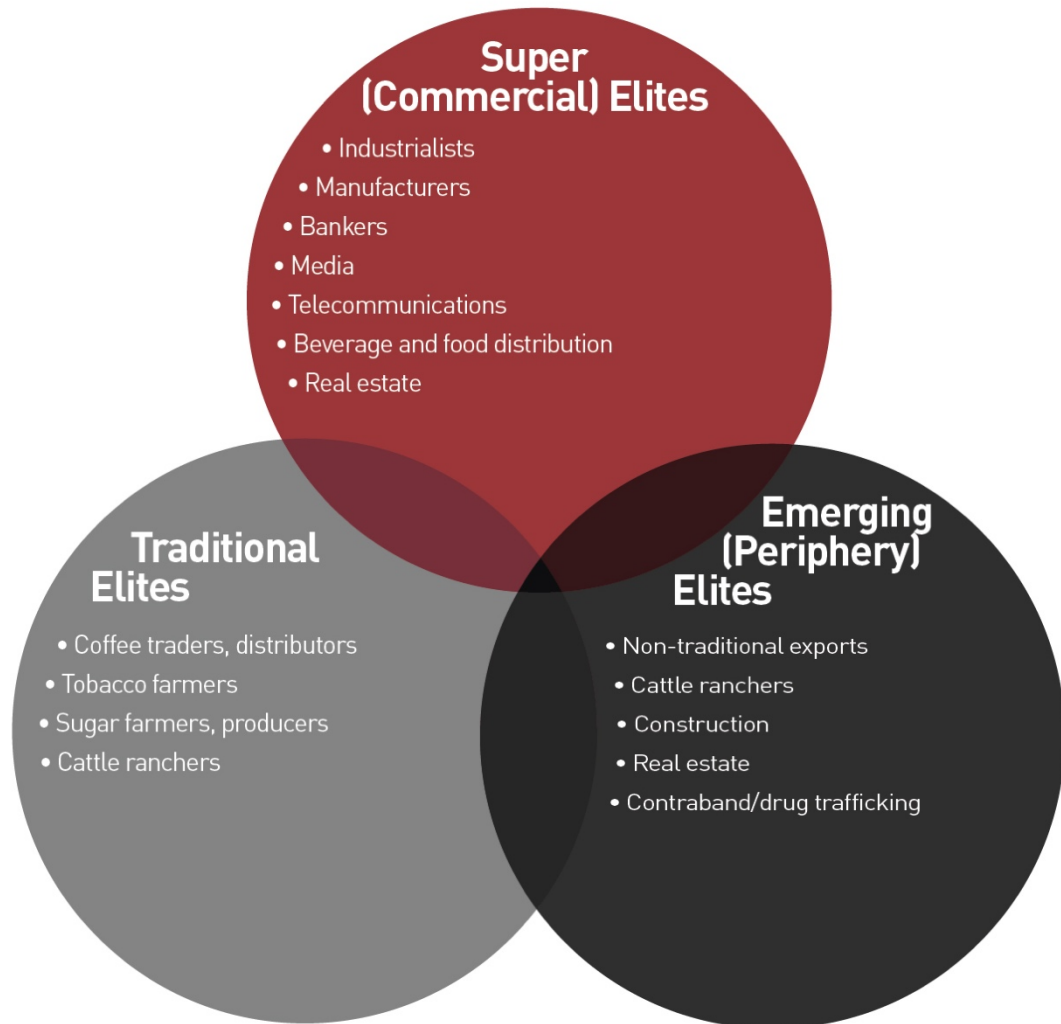 Super
(Commercial) Elites
• Industrialists
• Manufacturers
• Bankers
• Media
• Telecommunications
• Beverage and food distribution
• Real estate
Traditional
Elites
• Coffee traders, distributors
• Tobacco farmers
• Sugar farmers, producers
• Cattle ranchers
Emerging
(Periphery)
Elites
• Non-traditional exports
• Cattle ranchers
• Construction
• Real estate
• Contraband/drug trafficking